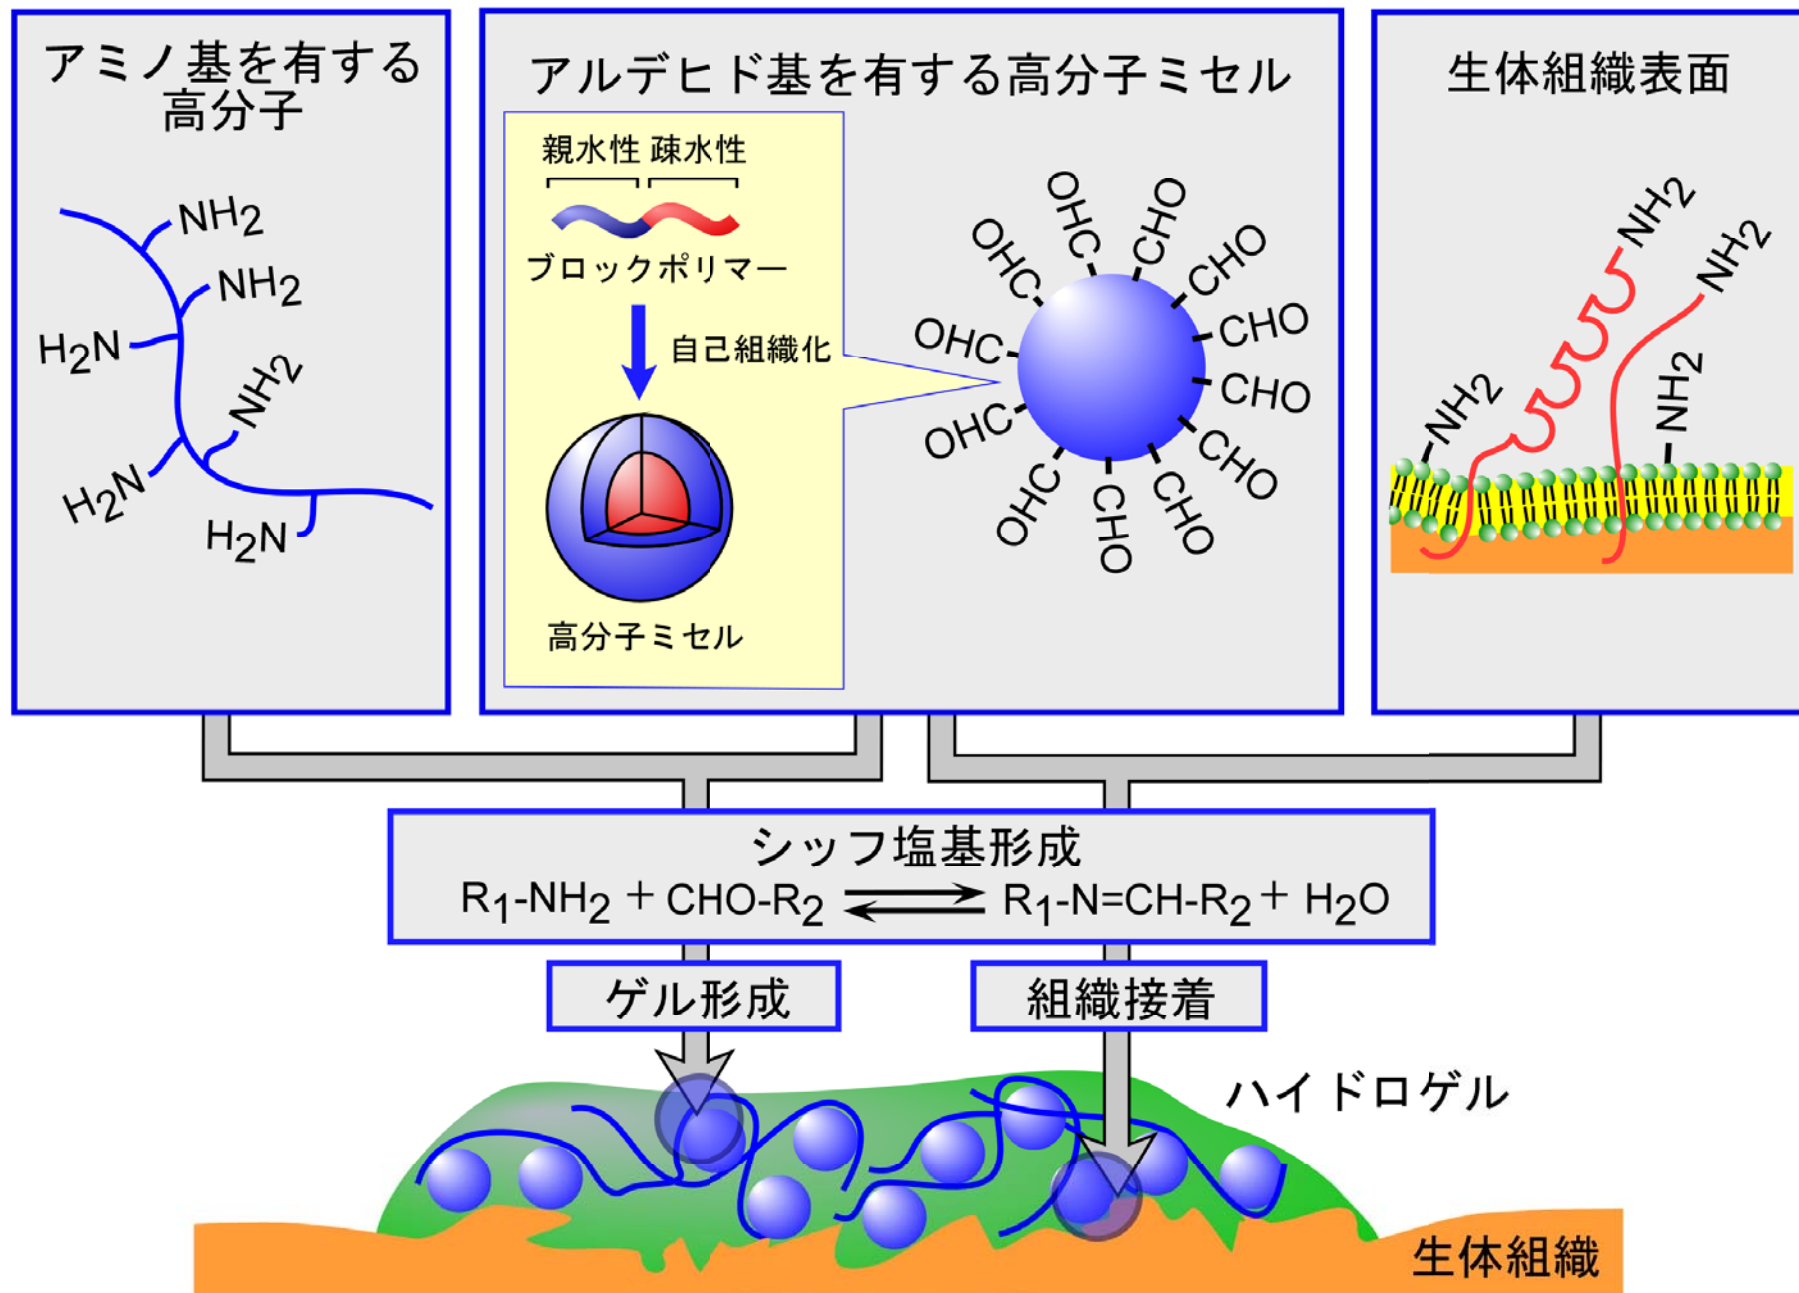 アミノ基を有する
高分子
NH2
NH2
H2N
NH2
H2N
H2N
アルデヒド基を有する高分子ミセル
親水性 疎水性
ブロックポリマー
自己組織化
高分子ミセル
OHC
CHO
OHC
CHO
OHC
CHO
CHO
OHC
CHO
OHC
CHO
CHO
生体組織表面
NH2
NH2
NH2
NH2
シッフ塩基形成
R1-NH2 + CHO-R2 ⇌ R1-N=CH-R2 + H2O
ゲル形成
組織接着
ハイドロゲル
生体組織